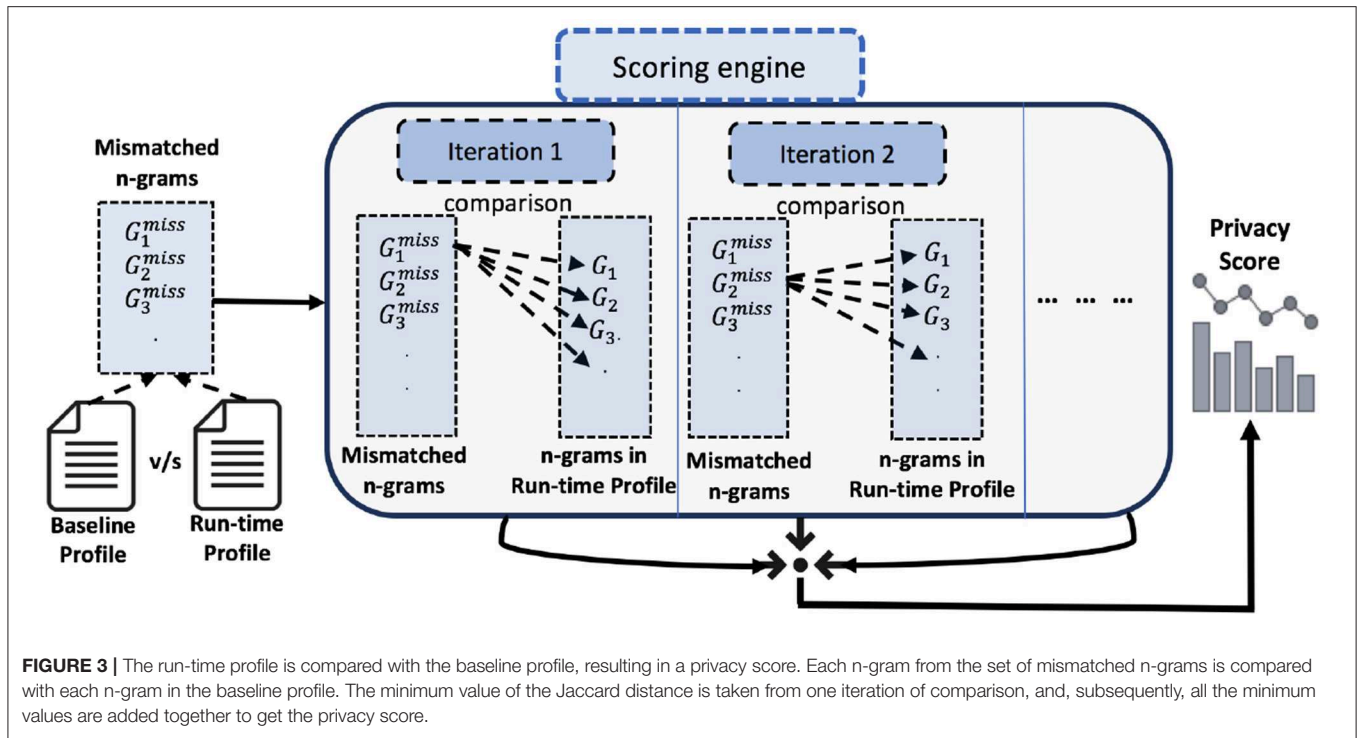 Scoring engine
Mismatched
n-grams
G_1^{miss}
G_2^{miss}
G_3^{miss}
.
Baseline
Profile
v/s
Run-time
Profile
Iteration 1
comparison
G_1^{miss}
G_2^{miss}
G_3^{miss}
.
.
Mismatched
n-grams
G_1
G_2
G_3.
.
n-grams in
Run-time Profile
Iteration 2
comparison
G_1^{miss}
G_2^{miss}
G_3^{miss}
.
.
Mismatched
n-grams
G_1
G_2
G_3
.
.
n-grams in
Run-time Profile
... ... ...
Privacy
Score
FIGURE 3 | The run-time profile is compared with the baseline profile, resulting in a privacy score. Each n-gram from the set of mismatched n-grams is compared
with each n-gram in the baseline profile. The minimum value of the Jaccard distance is taken from one iteration of comparison, and, subsequently, all the minimum
values are added together to get the privacy score.